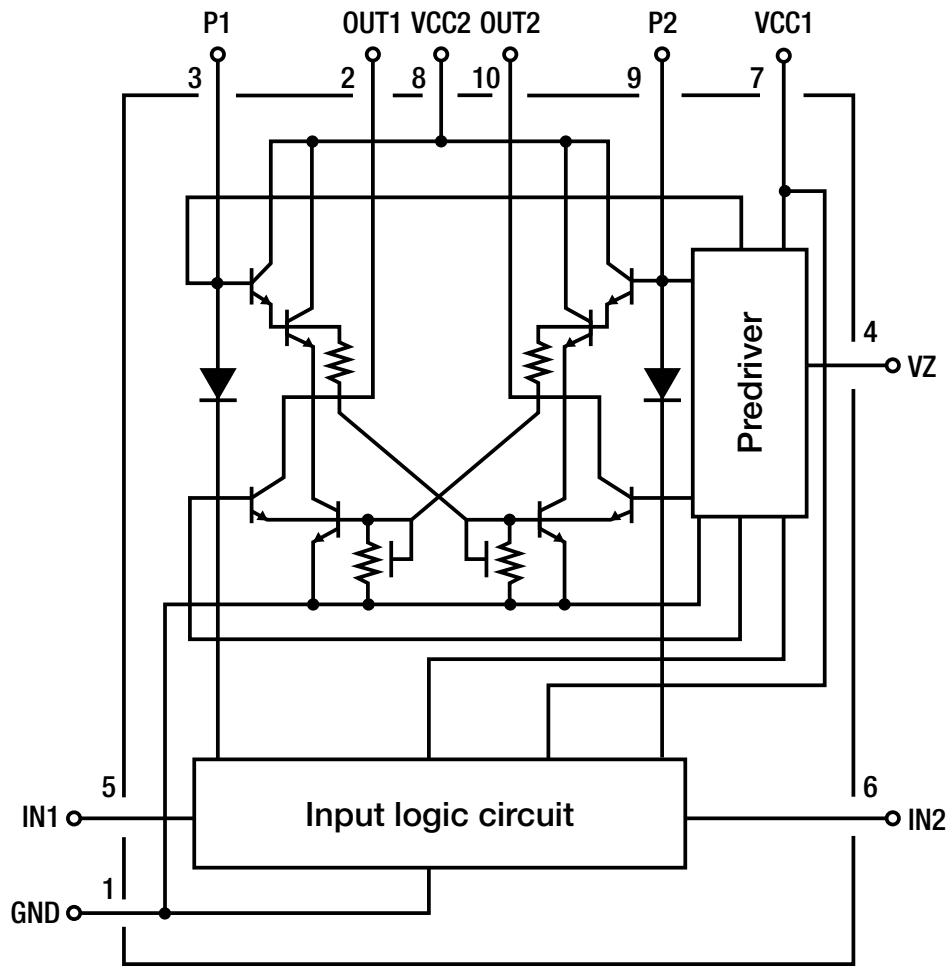 P1 OUT1 VCC2 OUT2 P2 VCC1
3 2 8 10 9 7
Predriver
4
VZ
5
IN1
Input logic circuit
6
IN2
1
GND